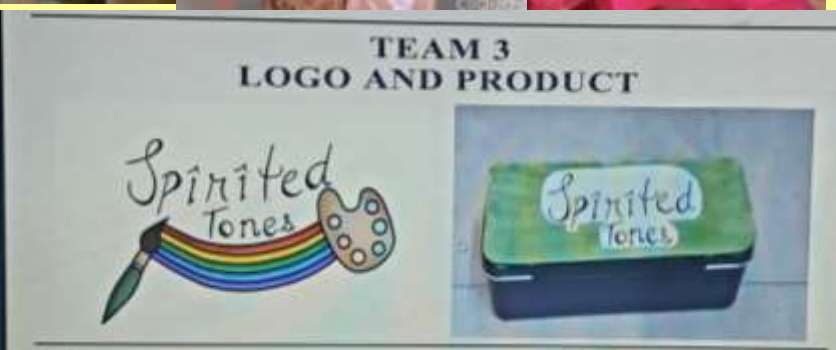 TEAM 3
LOGO AND PRODUCT
Spirited
Tones
Spirited
Tones